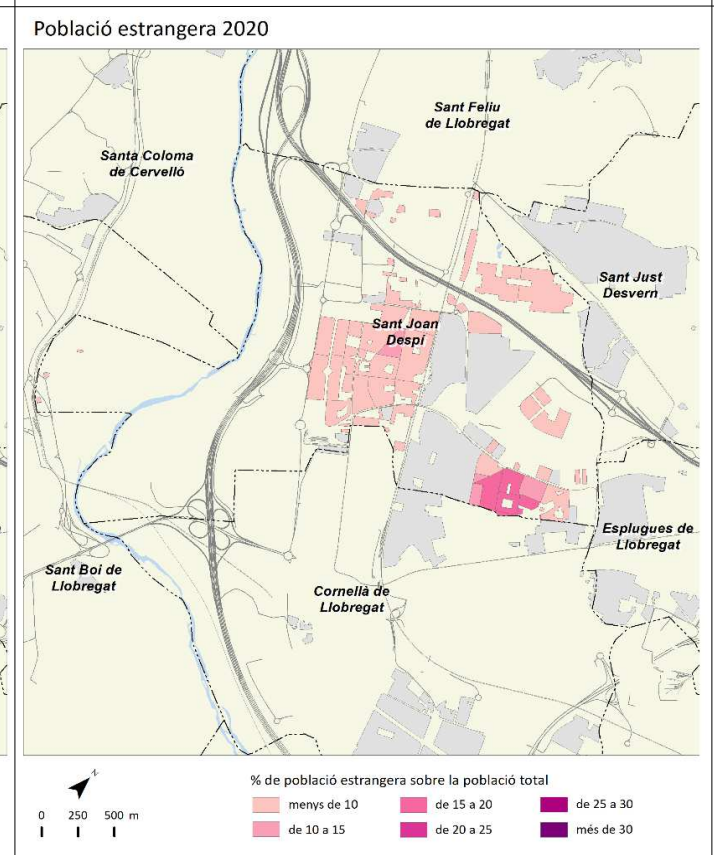 Població estrangera 2020
Sant Feliu
de Llobregat
Santa Coloma
de Cervelló
Sant Just
Desvern
Sant Joan
Despí
Esplugues de
Llobregat
Sant Boi de
Llobregat
Cornellà de
Llobregat
N
0 250 500 m
% de població estrangera sobre la població total
menys de 10
de 15 a 20
de 25 a 30
de 10 a 15
de 20 a 25
més de 30